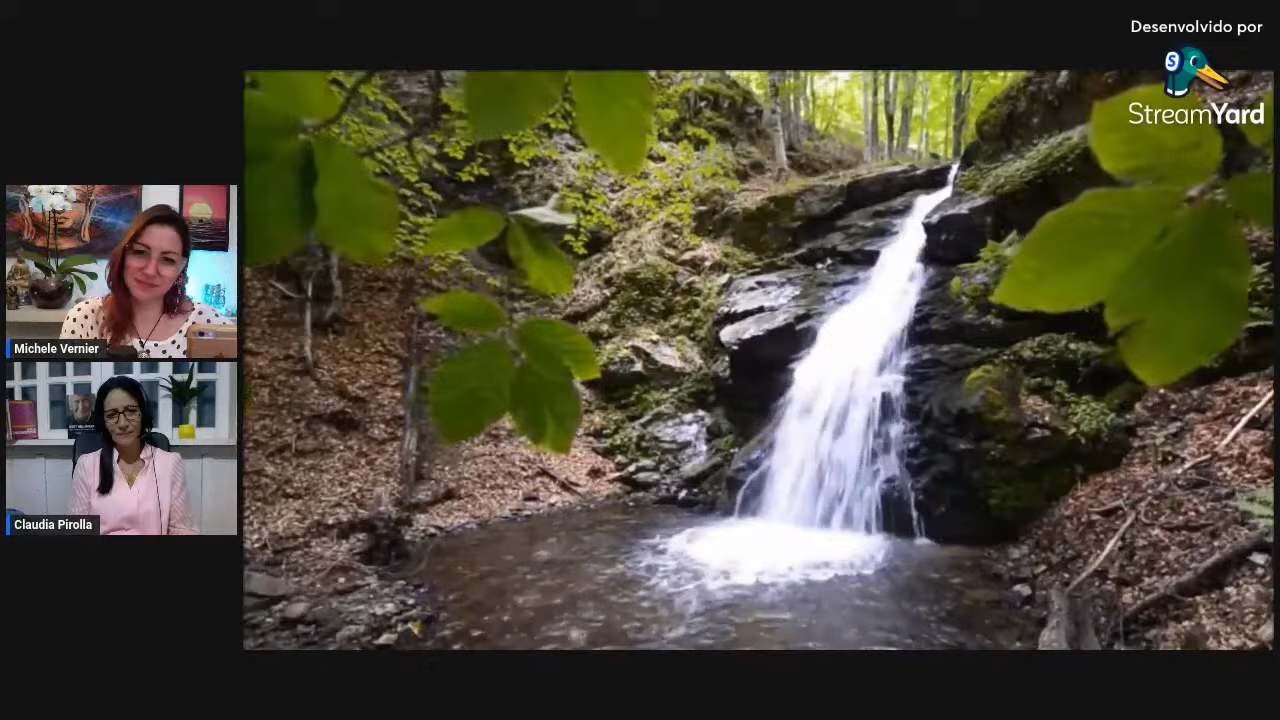 Desenvolvido por
StreamYard
Michele Vernier
Claudia Pirolla